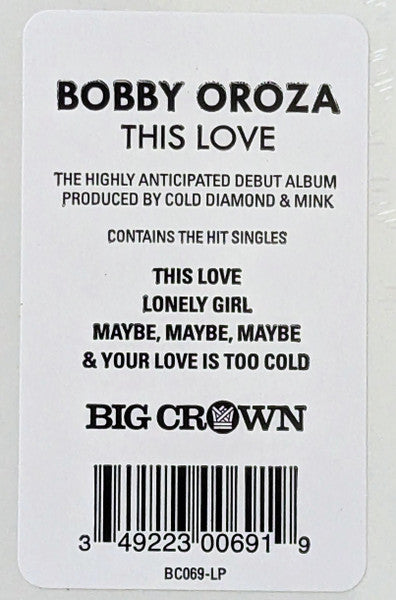 BOBBY OROZA
THIS LOVE
THE HIGHLY ANTICIPATED DEBUT ALBUM
PRODUCED BY COLD DIAMOND & MINK
CONTAINS THE HIT SINGLES
THIS LOVE
LONELY GIRL
MAYBE, MAYBE, MAYBE
& YOUR LOVE IS TOO COLD
BIG CROWN
3 49223 00691 9
BC069-LP